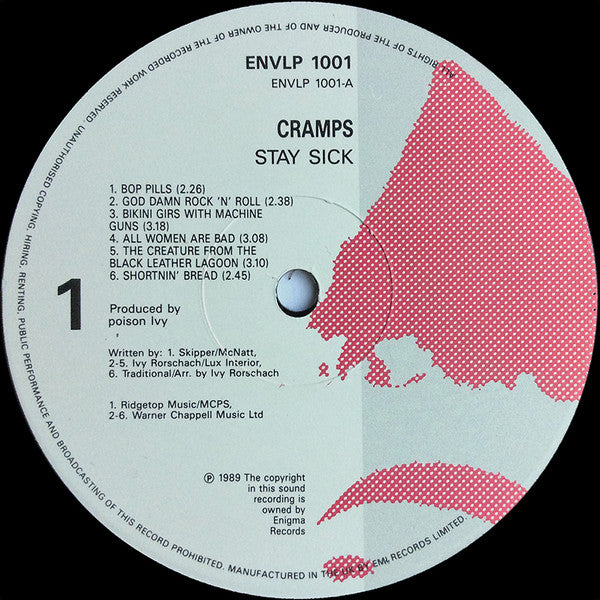 ENVLP 1001
ENVLP 1001-A
CRAMPS
STAY SICK
1. BOP PILLS (2.26)
2. GOD DAMN ROCK 'N' ROLL (2.38)
3. BIKINI GIRS WITH MACHINE
GUNS (3.18)
4. ALL WOMEN ARE BAD (3.08)
5. THE CREATURE FROM THE
BLACK LEATHER LAGOON (3.10)
6. SHORTNIN' BREAD (2.45)
1
Produced by
poison Ivy
Written by: 1. Skipper/McNatt,
2-5. Ivy Rorschach/Lux Interior,
6. Traditional/Arr. by Ivy Rorschach
1. Ridgetop Music/MCPS,
2-6. Warner Chappell Music Ltd
℗ 1989 The copyright
in this sound
recording is
owned by
Enigma
Records
ALL RIGHTS OF THE PRODUCER AND OF THE OWNER OF THE RECORDED WORK RESERVED. UNAUTHORISED COPYING, HIRING, RENTING, PUBLIC PERFORMANCE AND BROADCASTING OF THIS RECORD PROHIBITED. MANUFACTURED IN THE UK BY EMI RECORDS LIMITED.